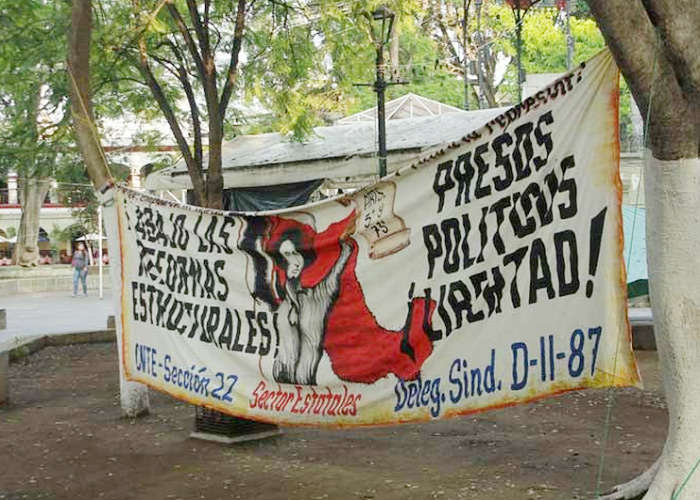 ¡ABAJO LAS
REFORMAS
ESTRUCTURALES!
PRESOS
POLITICOS
¡LIBERTAD!
CNTE-Sección 22
Sector Estatales
Deleg. Sind. D-II-87